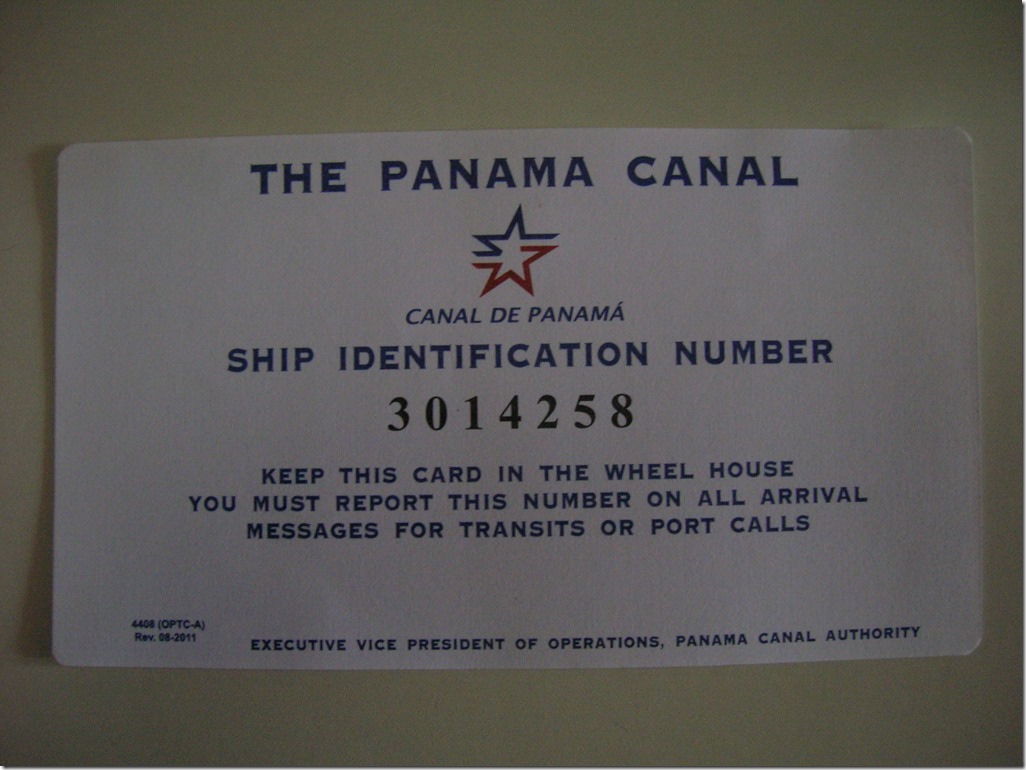 THE PANAMA CANAL
CANAL DE PANAMÁ
SHIP IDENTIFICATION NUMBER
3014258
KEEP THIS CARD IN THE WHEEL HOUSE
YOU MUST REPORT THIS NUMBER ON ALL ARRIVAL
MESSAGES FOR TRANSITS OR PORT CALLS
4408 (OPTC-A)
Rev. 08-2011
EXECUTIVE VICE PRESIDENT OF OPERATIONS, PANAMA CANAL AUTHORITY